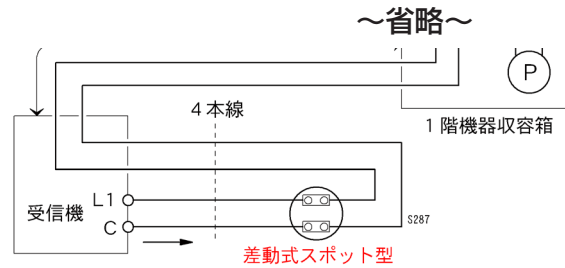 ～省略～
P
1階機器収容箱
4本線
L1
受信機
C
S287
差動式スポット型